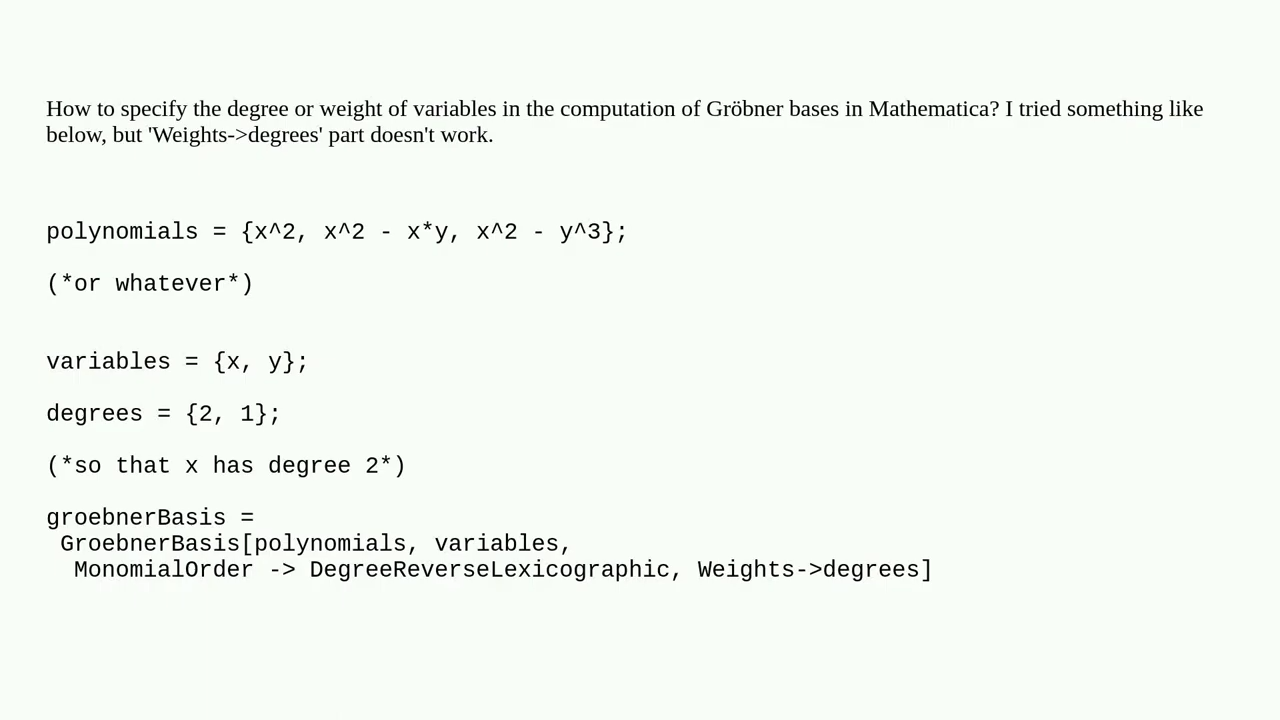 How to specify the degree or weight of variables in the computation of Gröbner bases in Mathematica? I tried something like
below, but 'Weights->degrees' part doesn't work.
polynomials = {x^2, x^2 - x*y, x^2 - y^3};
(*or whatever*)
variables = {x, y};
degrees = {2, 1};
(*so that x has degree 2*)
groebnerBasis =
 GroebnerBasis[polynomials, variables,
  MonomialOrder -> DegreeReverseLexicographic, Weights->degrees]